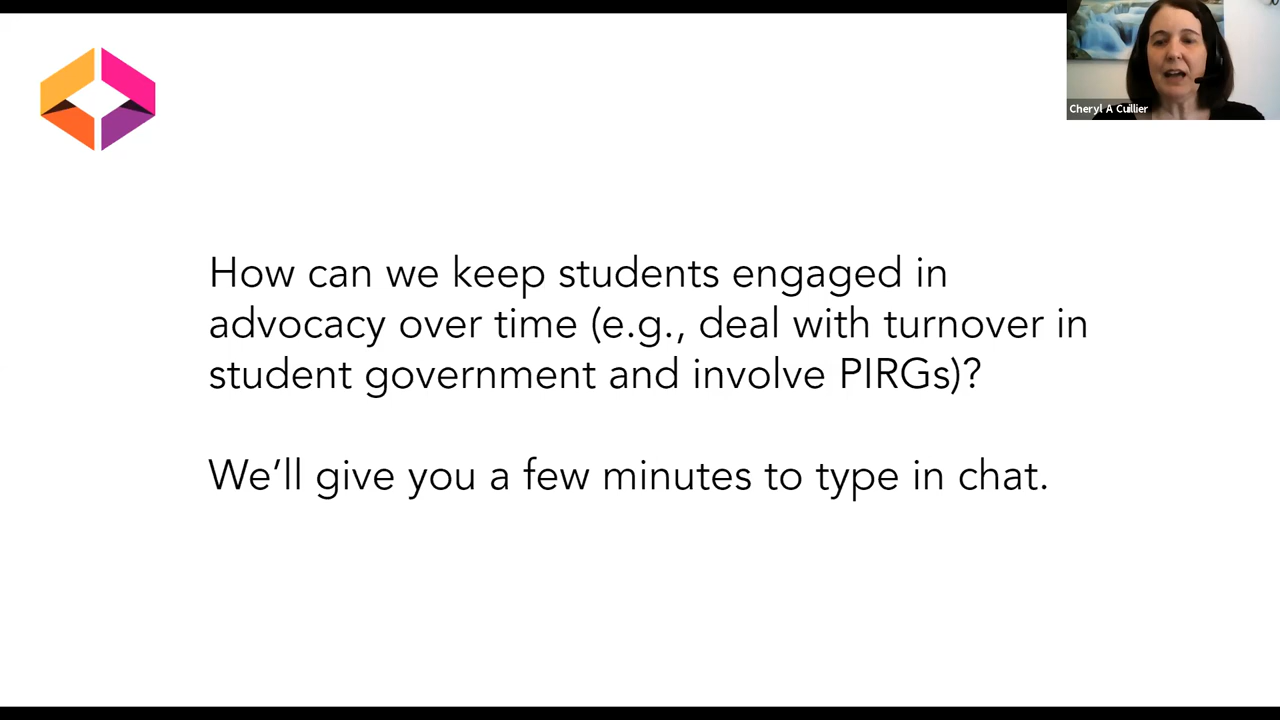 Cheryl A Cuillier
How can we keep students engaged in
advocacy over time (e.g., deal with turnover in
student government and involve PIRGs)?
We’ll give you a few minutes to type in chat.